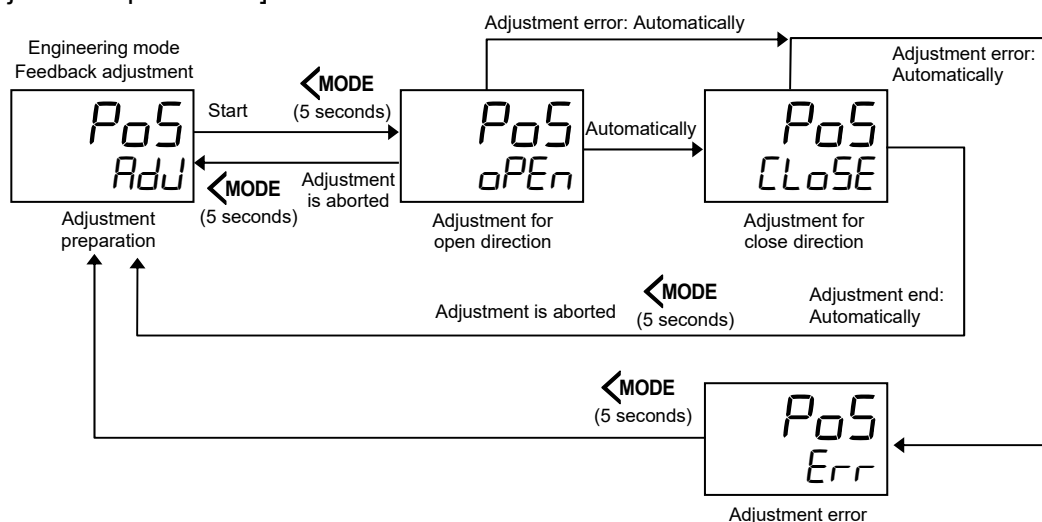 Adjustment error: Automatically
Engineering mode
Feedback adjustment
Adjustment error:
Automatically
MODE
(5 seconds)
Start
PoS
AdJ
PoS
oPEn
Automatically
PoS
CLoSE
MODE
(5 seconds)
Adjustment
is aborted
Adjustment
preparation
Adjustment for
open direction
Adjustment for
close direction
Adjustment is aborted
MODE
(5 seconds)
Adjustment end:
Automatically
MODE
(5 seconds)
PoS
Err
Adjustment error